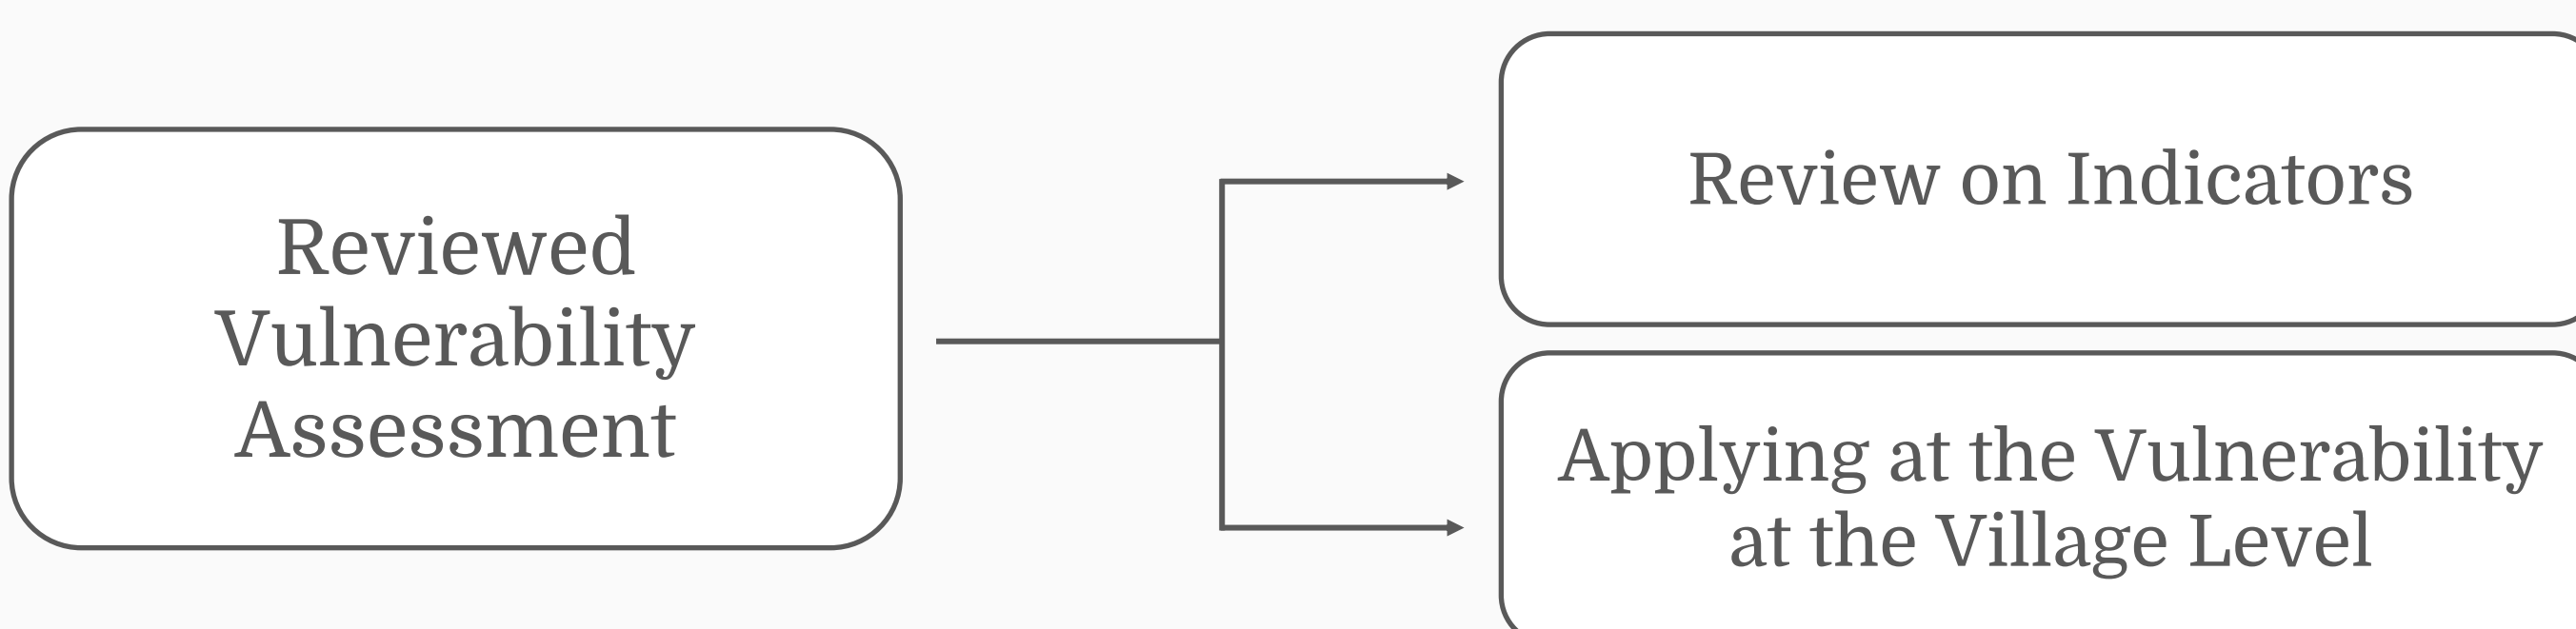 Reviewed
Vulnerability
Assessment
Review on Indicators
Applying at the Vulnerability
at the Village Level